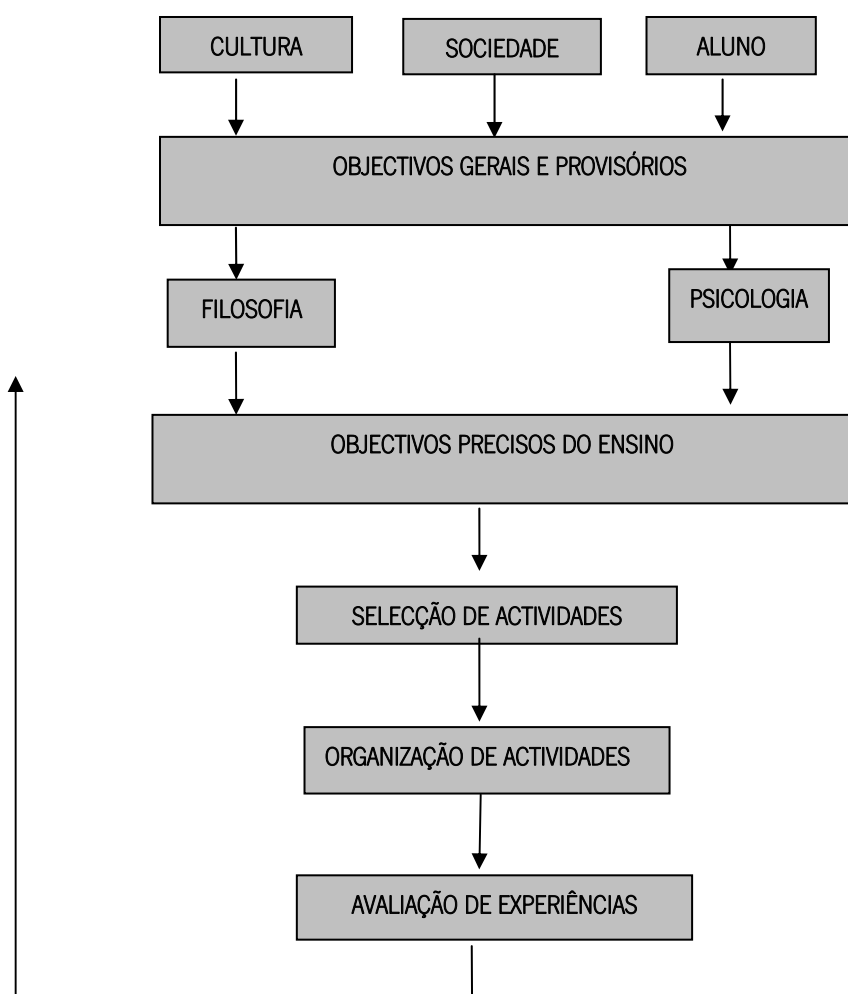 CULTURA
SOCIEDADE
ALUNO
OBJECTIVOS GERAIS E PROVISÓRIOS
FILOSOFIA
PSICOLOGIA
OBJECTIVOS PRECISOS DO ENSINO
SELECÇÃO DE ACTIVIDADES
ORGANIZAÇÃO DE ACTIVIDADES
AVALIAÇÃO DE EXPERIÊNCIAS